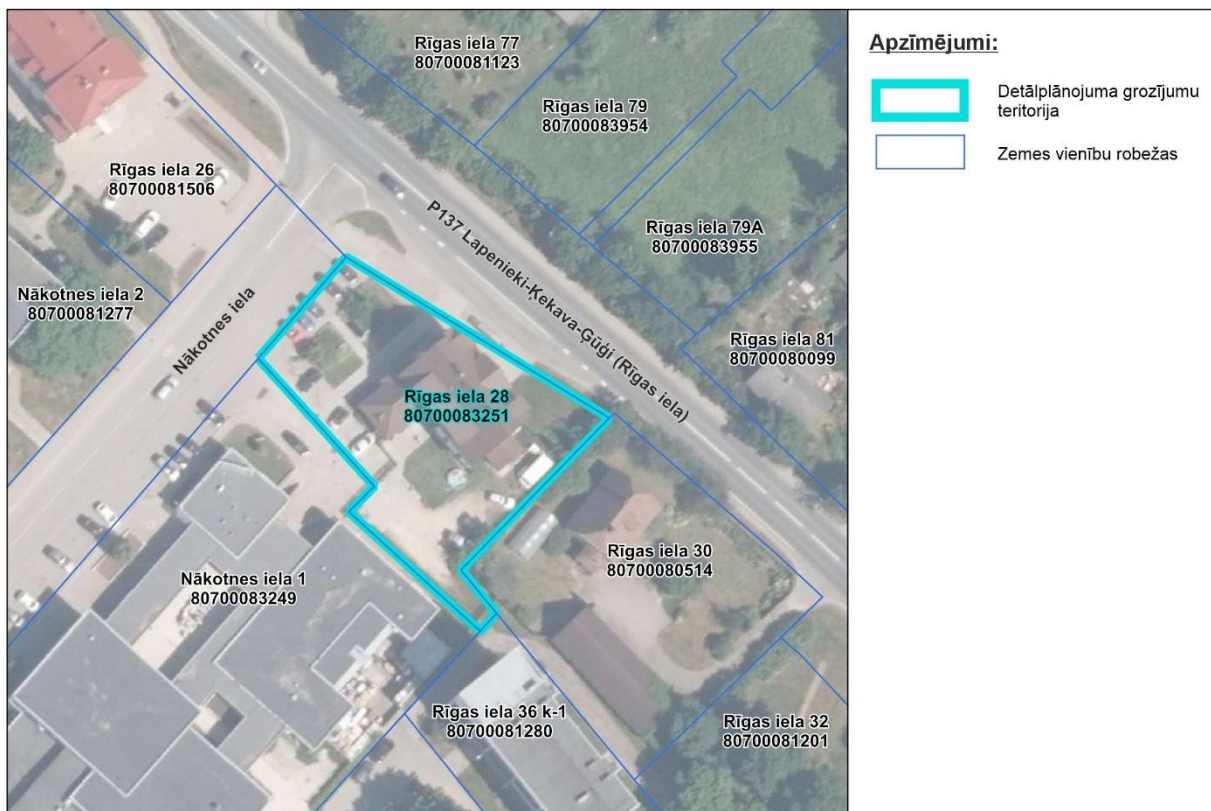 Rīgas iela 77
80700081123
Rīgas iela 79
80700083954
Rīgas iela 26
80700081506
P137 Lapenieki-Ķekava-Ģūģi (Rīgas iela)
Rīgas iela 79A
80700083955
Nākotnes iela 2
80700081277
Nākotnes iela
Rīgas iela 81
80700080099
Rīgas iela 28
80700083251
Rīgas iela 30
80700080514
Nākotnes iela 1
80700083249
Rīgas iela 36 k-1
80700081280
Rīgas iela 32
80700081201
Apzīmējumi:
Detālplānojuma grozījumu
teritorija
Zemes vienību robežas